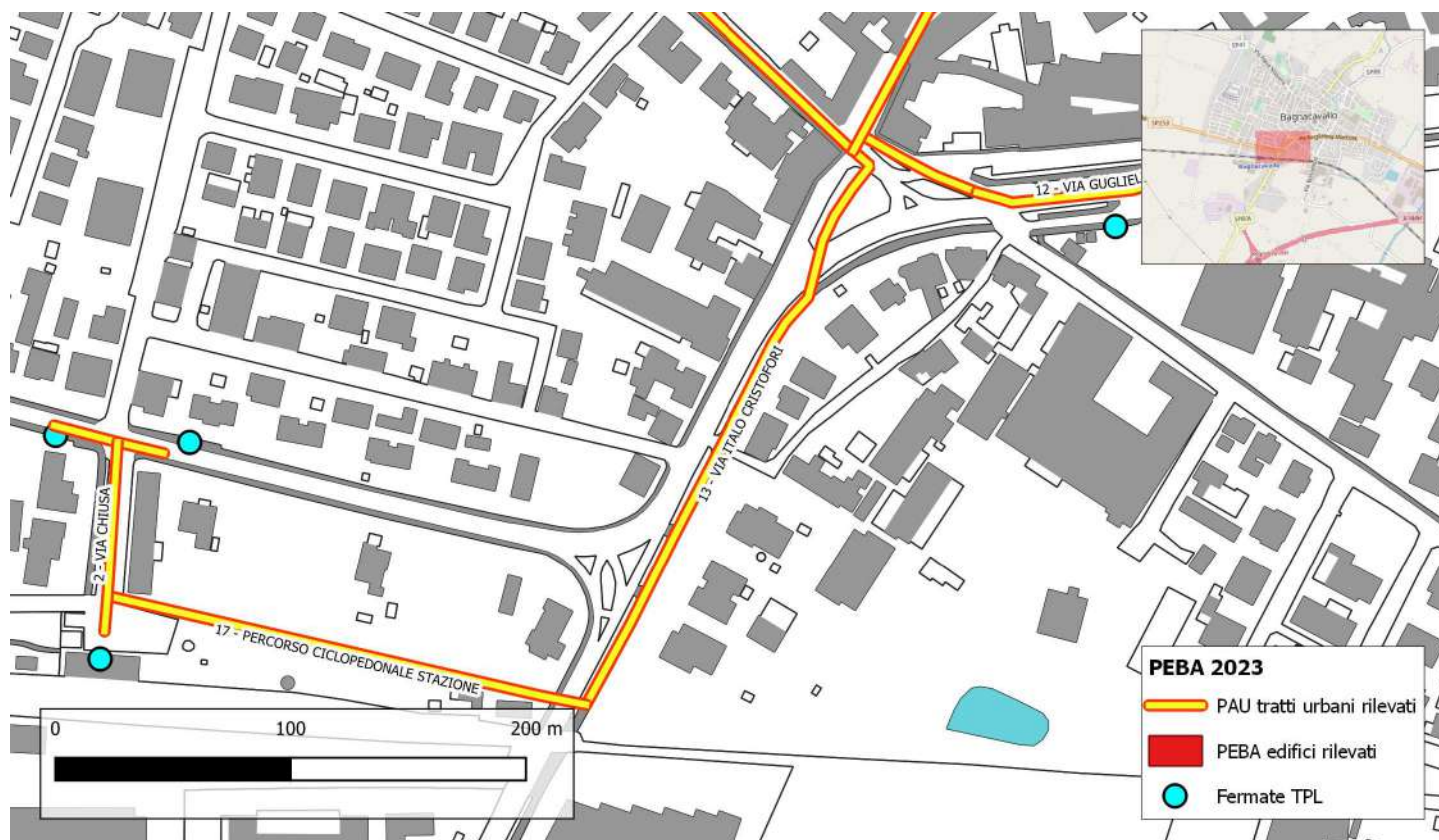 Bagnacavallo
12 - VIA GUGLIEL
13 - VIA ITALO CRISTOFORI
2 - VIA CHIUSA
17 - PERCORSO CICLOPEDONALE STAZIONE
0 100 200 m
PEBA 2023
PAU tratti urbani rilevati
PEBA edifici rilevati
Fermate TPL